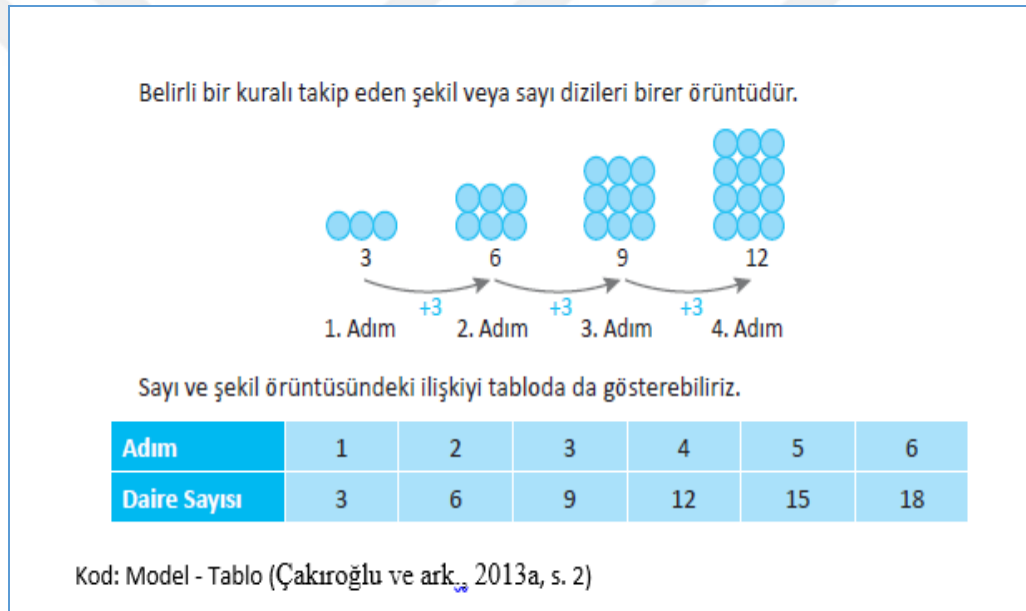 Belirli bir kuralı takip eden şekil veya sayı dizileri birer örüntüdür.
3 6 9 12
+3 +3 +3
1. Adım 2. Adım 3. Adım 4. Adım
Sayı ve şekil örüntüsündeki ilişkiyi tabloda da gösterebiliriz.
Adım 1 2 3 4 5 6
Daire Sayısı 3 6 9 12 15 18
Kod: Model - Tablo (Çakıroğlu ve ark., 2013a, s. 2)